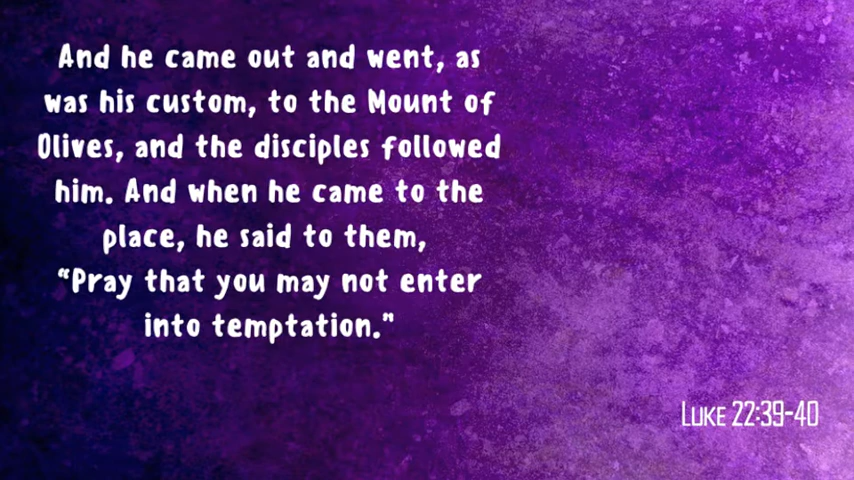 And he came out and went, as
was his custom, to the Mount of
Olives, and the disciples followed
him. And when he came to the
place, he said to them,
“Pray that you may not enter
into temptation.”
Luke 22:39-40